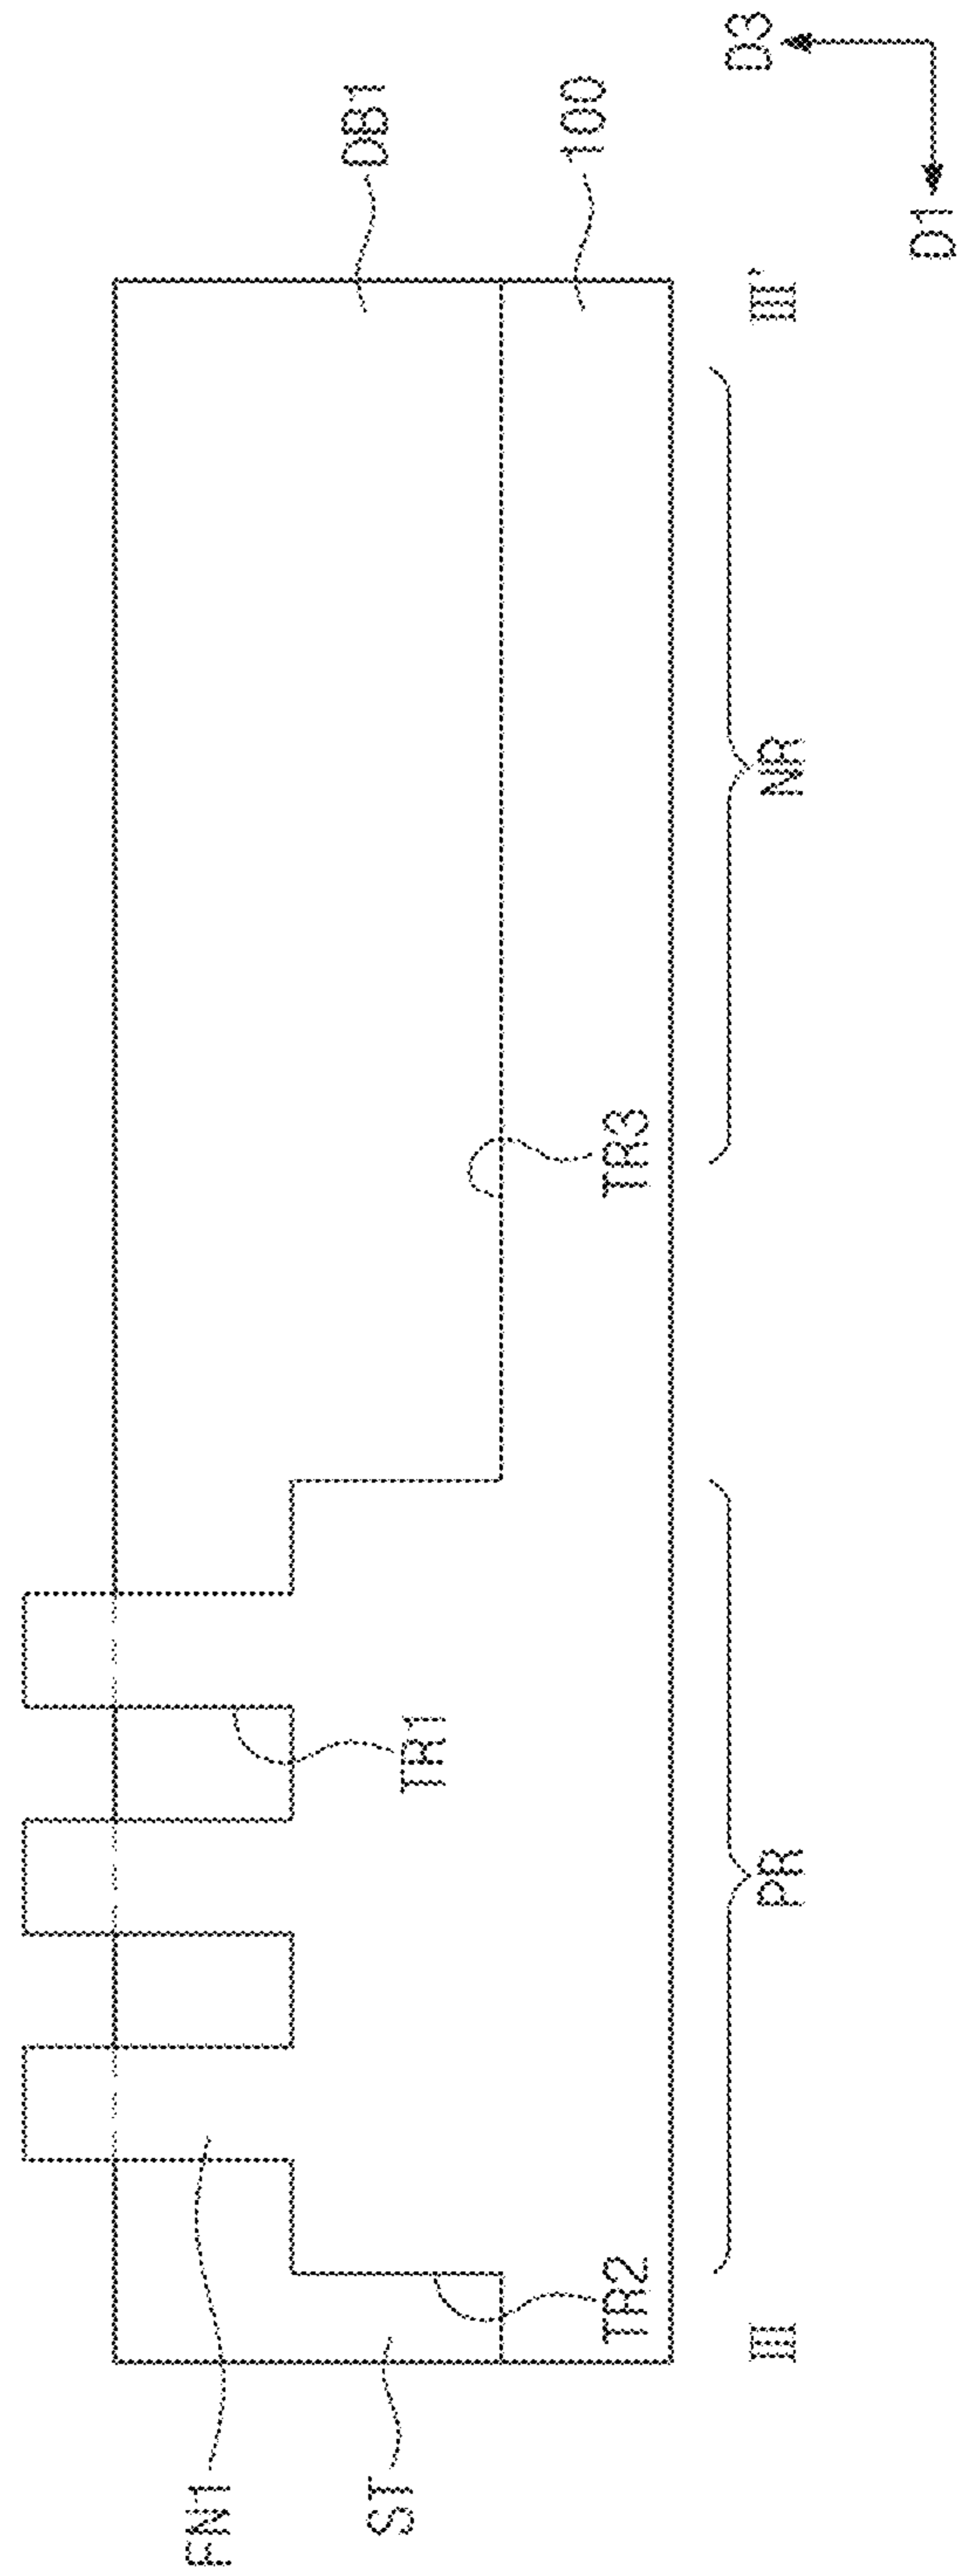 FN1
ST
TR2
TR1
TR3
DB1
100
III
PR
NR
III'
D3
D1